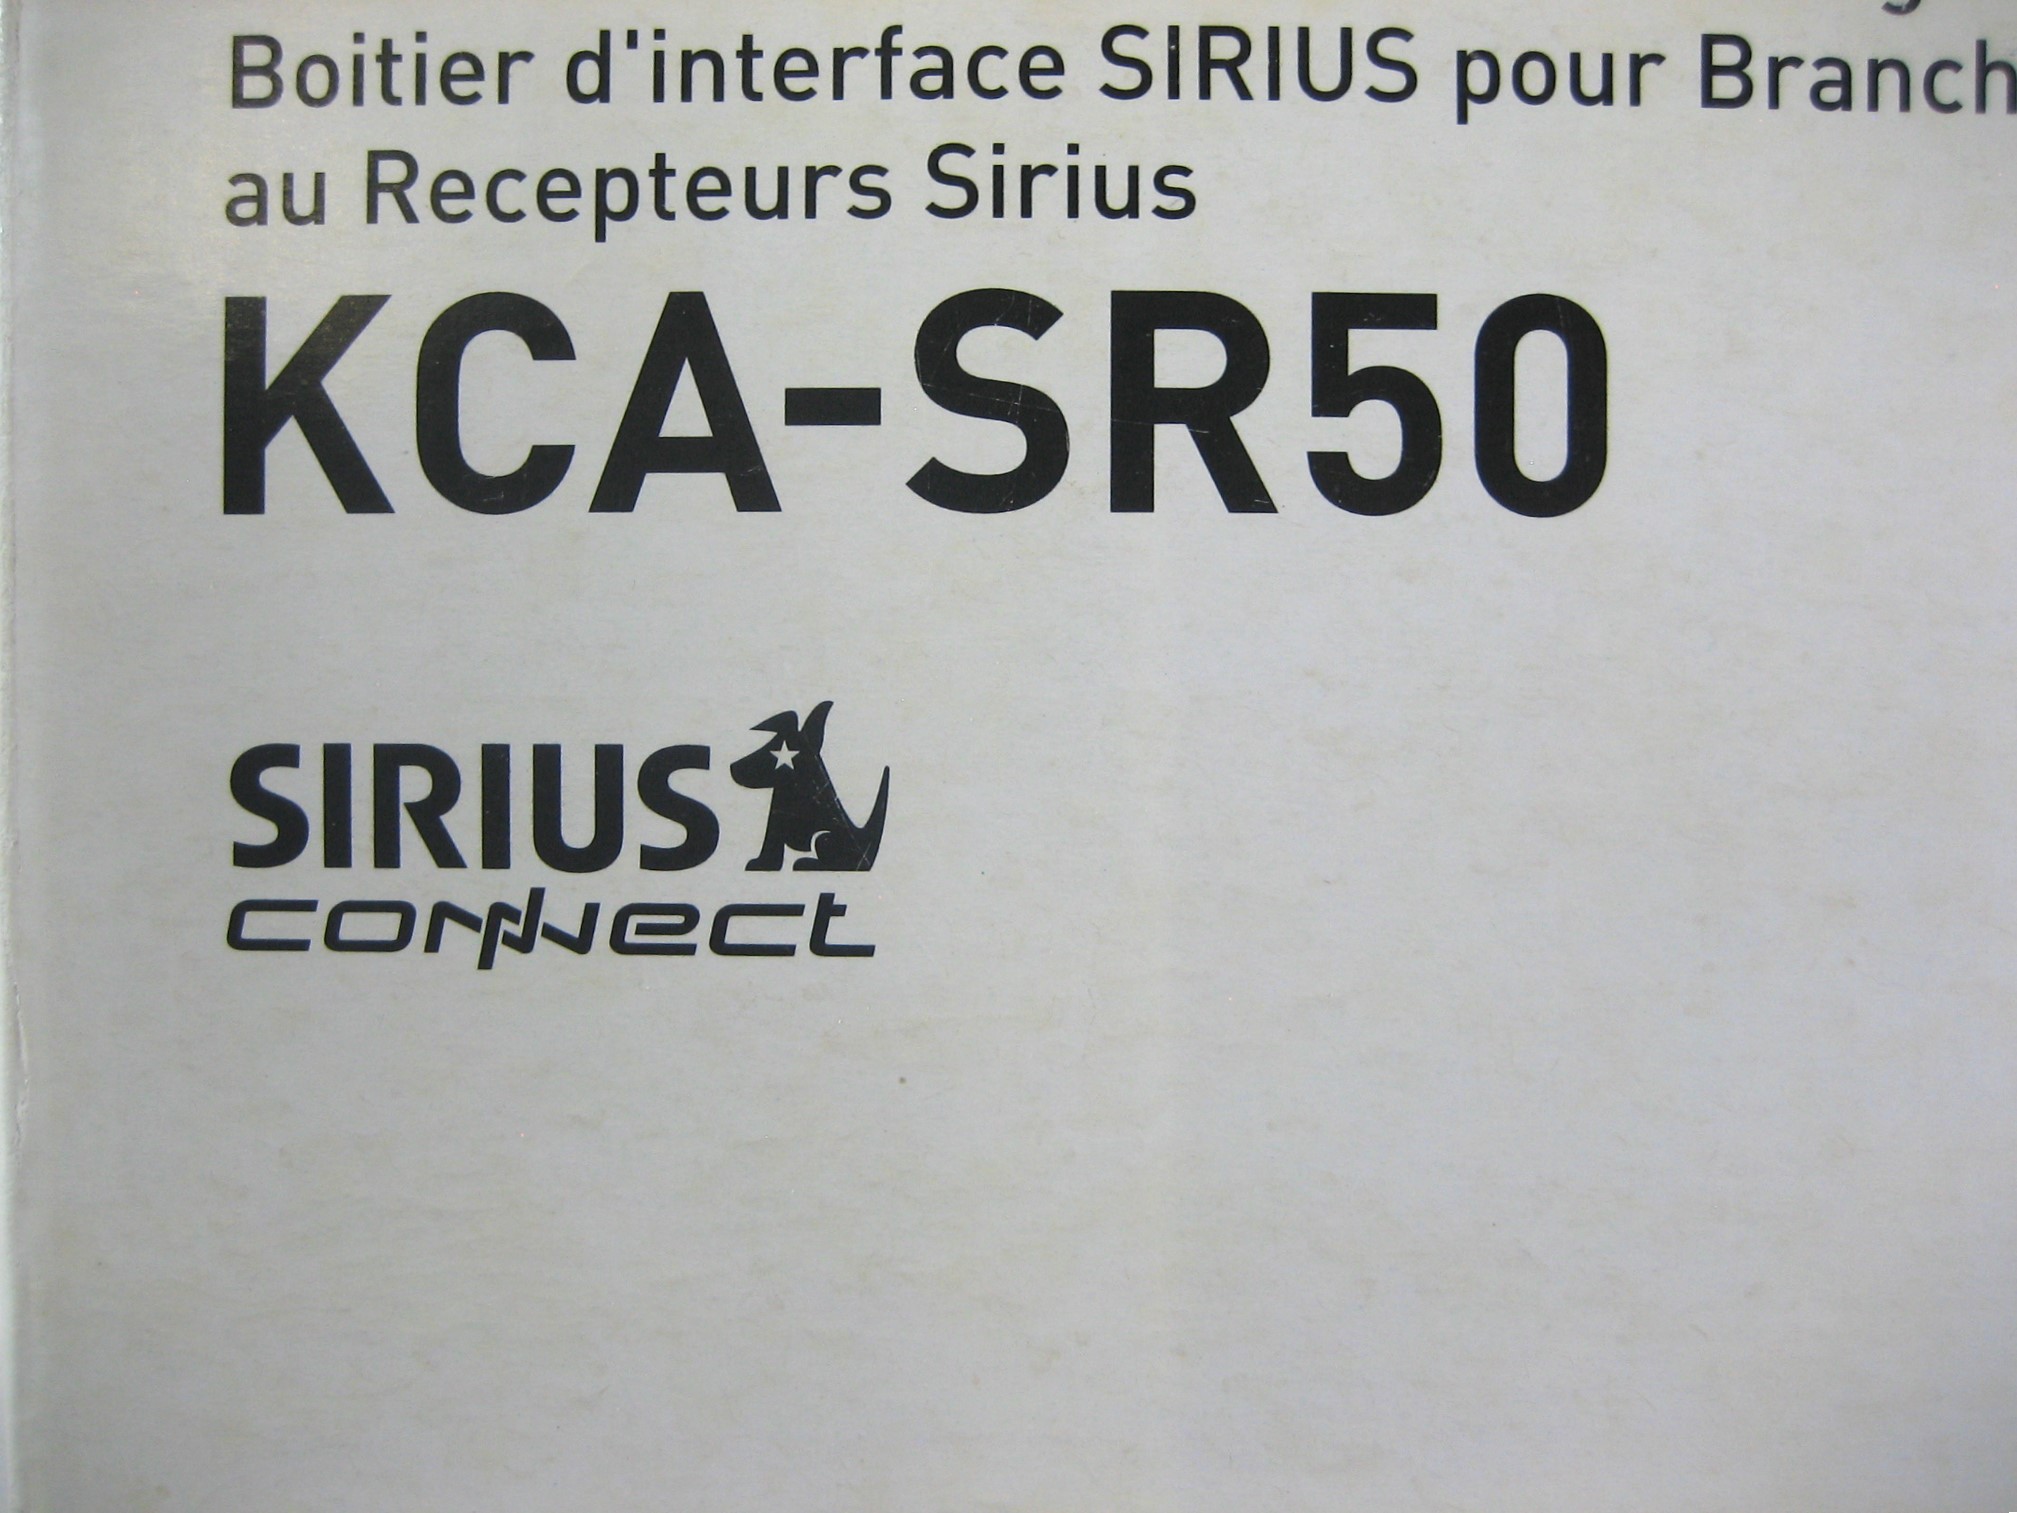 Boitier d'interface SIRIUS pour Branch
au Recepteurs Sirius
KCA-SR50
SIRIUS
connect